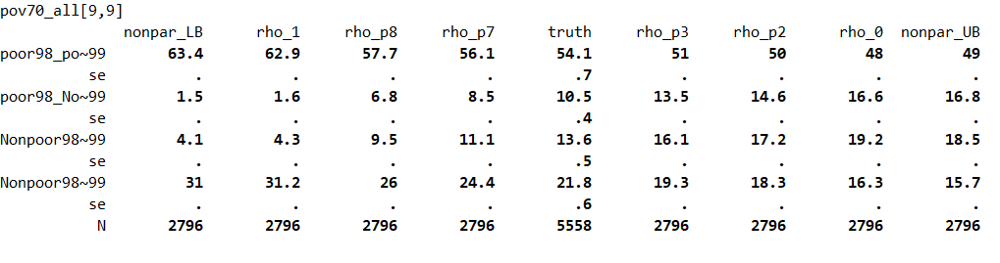 pov70_all[9,9]
nonpar_LB rho_1 rho_p8 rho_p7 truth rho_p3 rho_p2 rho_0 nonpar_UB
poor98_po~99 63.4 62.9 57.7 56.1 54.1 51 50 48 49
se . . . . .7 . . . .
poor98_No~99 1.5 1.6 6.8 8.5 10.5 13.5 14.6 16.6 16.8
se . . . . .4 . . . .
Nonpoor98~99 4.1 4.3 9.5 11.1 13.6 16.1 17.2 19.2 18.5
se . . . . .5 . . . .
Nonpoor98~99 31 31.2 26 24.4 21.8 19.3 18.3 16.3 15.7
se . . . . .6 . . . .
N 2796 2796 2796 2796 5558 2796 2796 2796 2796